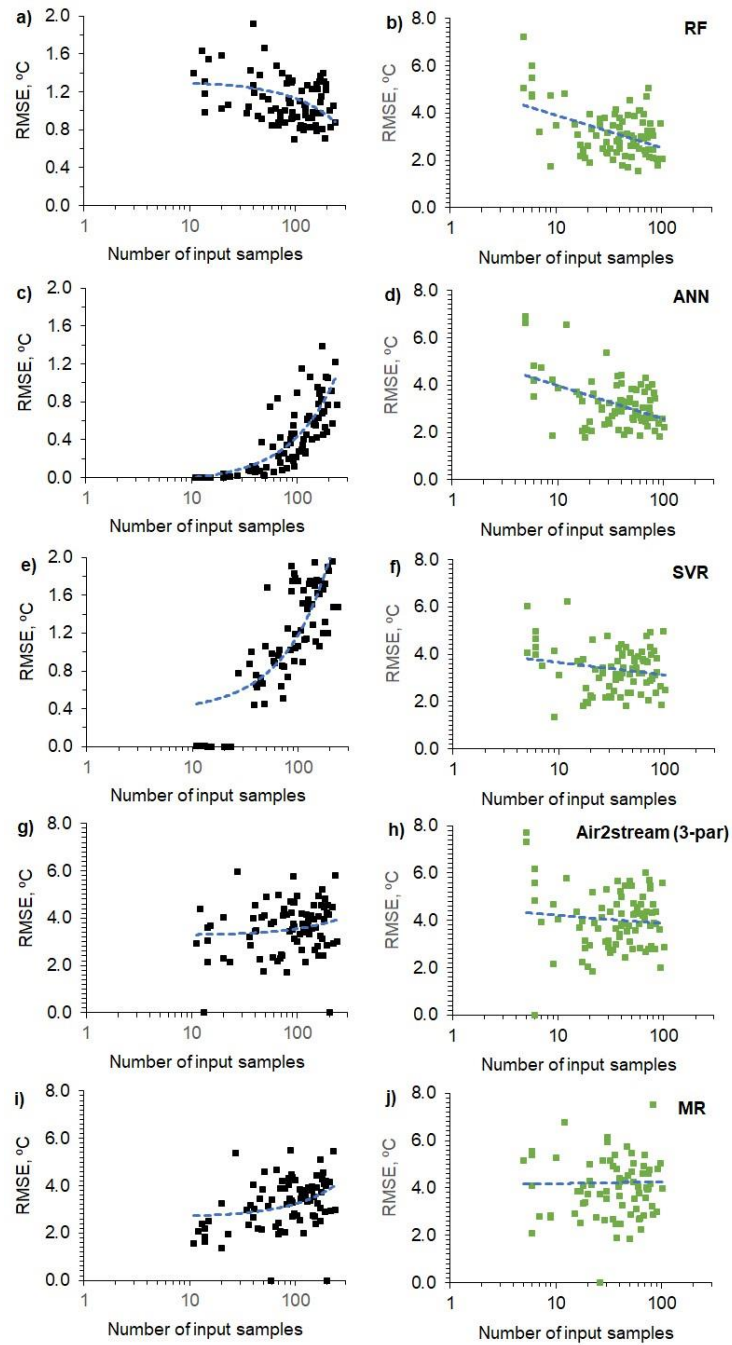 a)
RMSE, ºC
2.0
1.6
1.2
0.8
0.4
0.0
1
10
100
Number of input samples
b)
RF
RMSE, ºC
8.0
6.0
4.0
2.0
0.0
1
10
100
Number of input samples
c)
RMSE, ºC
2.0
1.6
1.2
0.8
0.4
0.0
1
10
100
Number of input samples
d)
ANN
RMSE, ºC
8.0
6.0
4.0
2.0
0.0
1
10
100
Number of input samples
e)
RMSE, ºC
2.0
1.6
1.2
0.8
0.4
0.0
1
10
100
Number of input samples
f)
SVR
RMSE, ºC
8.0
6.0
4.0
2.0
0.0
1
10
100
Number of input samples
g)
RMSE, ºC
8.0
6.0
4.0
2.0
0.0
1
10
100
Number of input samples
h)
Air2stream (3-par)
RMSE, ºC
8.0
6.0
4.0
2.0
0.0
1
10
100
Number of input samples
i)
RMSE, ºC
8.0
6.0
4.0
2.0
0.0
1
10
100
Number of input samples
j)
MR
RMSE, ºC
8.0
6.0
4.0
2.0
0.0
1
10
100
Number of input samples